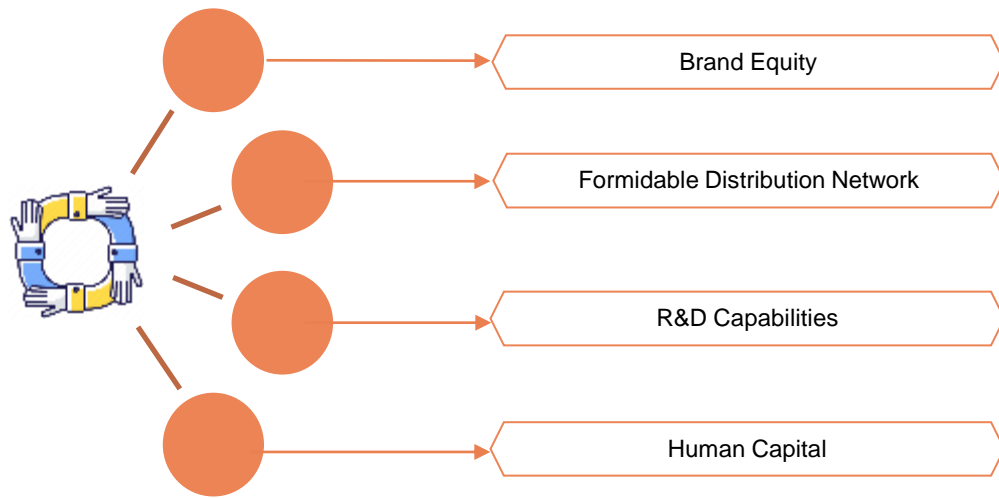 Brand Equity
Formidable Distribution Network
R&D Capabilities
Human Capital